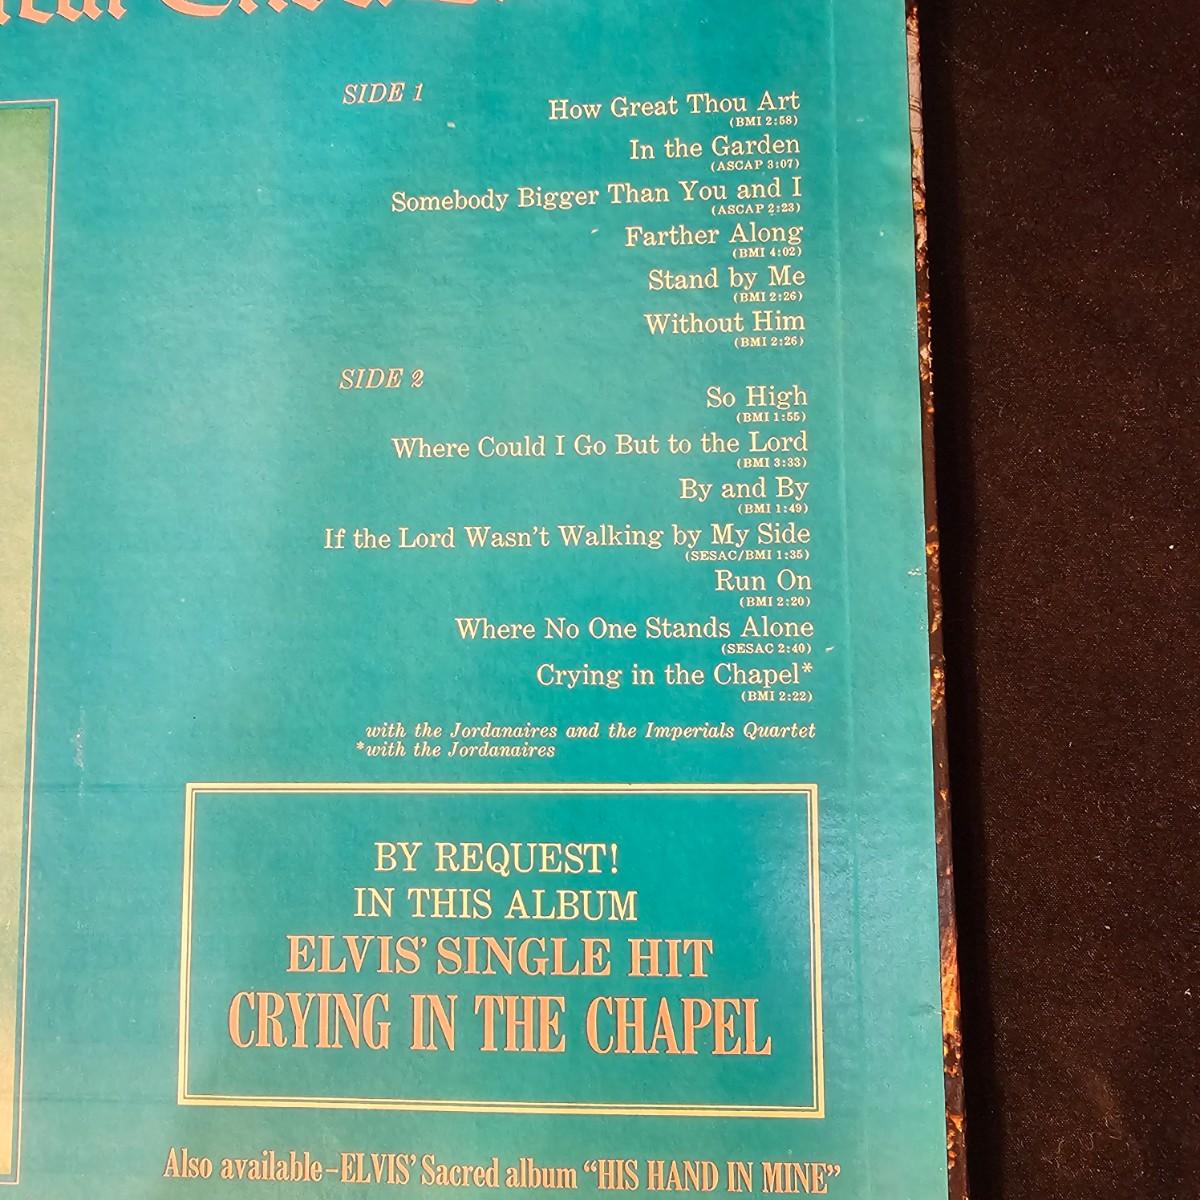 SIDE 1
How Great Thou Art
(BMI 2:58)
In the Garden
(ASCAP 3:07)
Somebody Bigger Than You and I
(ASCAP 2:23)
Farther Along
(BMI 4:02)
Stand by Me
(BMI 2:26)
Without Him
(BMI 2:26)
SIDE 2
So High
(BMI 1:55)
Where Could I Go But to the Lord
(BMI 3:33)
By and By
(BMI 1:49)
If the Lord Wasn't Walking by My Side
(SESAC/BMI 1:35)
Run On
(BMI 2:20)
Where No One Stands Alone
(SESAC 2:40)
Crying in the Chapel*
(BMI 2:22)
with the Jordanaires and the Imperials Quartet
*with the Jordanaires
BY REQUEST!
IN THIS ALBUM
ELVIS' SINGLE HIT
CRYING IN THE CHAPEL
Also available–ELVIS' Sacred album “HIS HAND IN MINE”